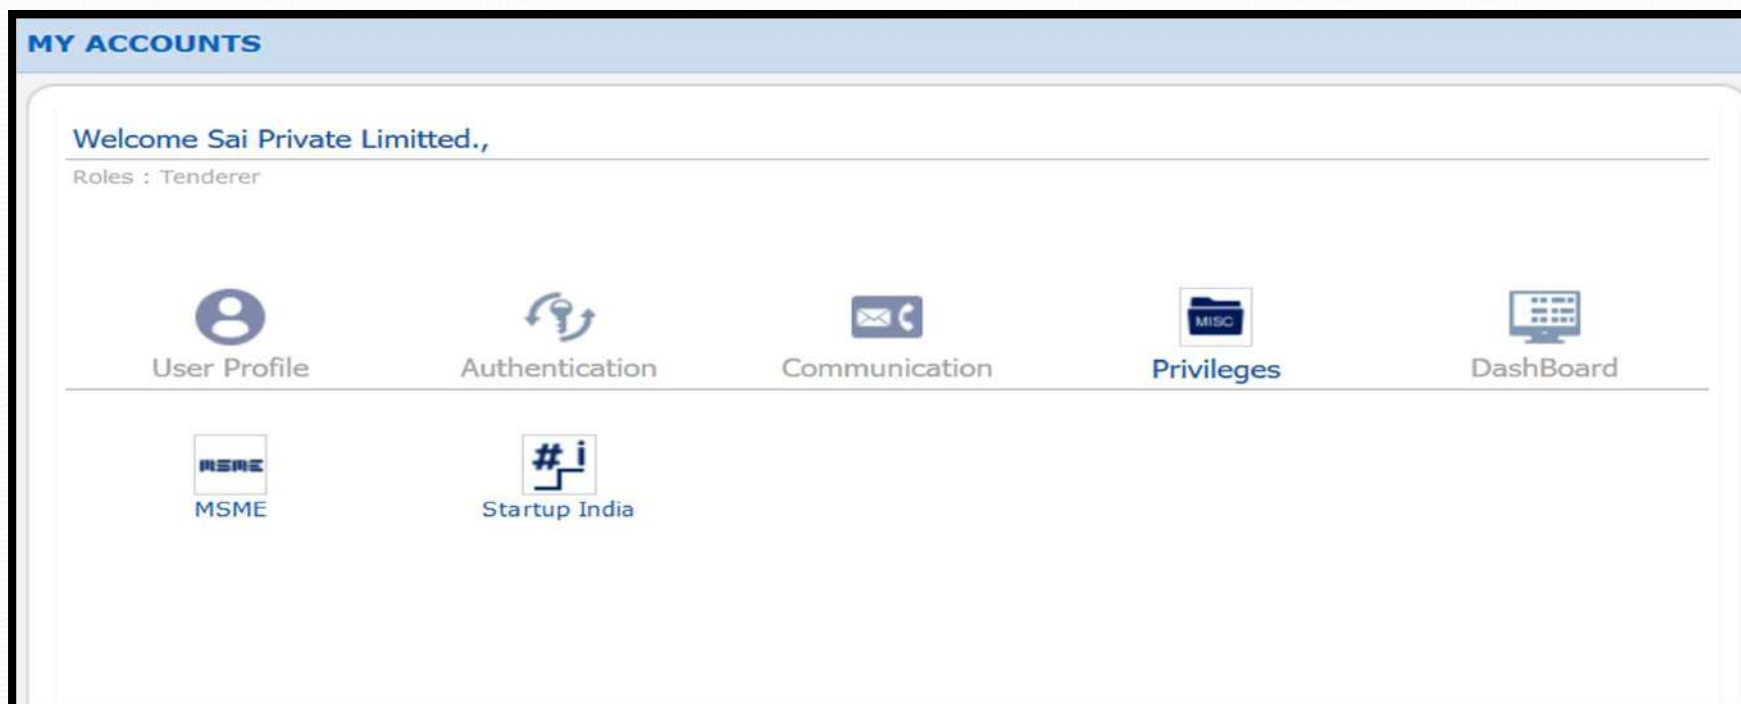 MY ACCOUNTS
Welcome Sai Private Limitted.,
Roles : Tenderer
MISC
User Profile Authentication Communication Privileges DashBoard
MSME #i
MSME Startup India